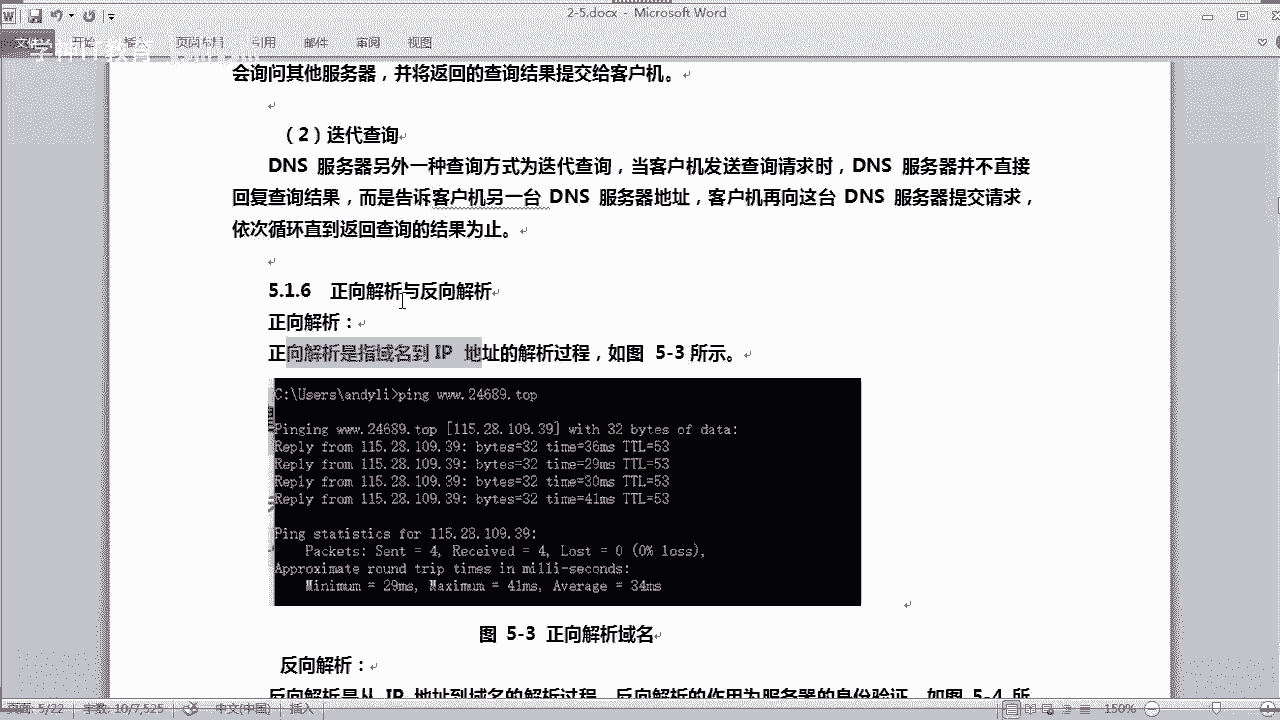 2-5.docx - Microsoft Word
文件 开始 页面布局 引用 邮件 审阅 视图
会询问其他服务器，并将返回的查询结果提交给客户机。
（2）迭代查询
DNS 服务器另外一种查询方式为迭代查询，当客户机发送查询请求时，DNS 服务器并不直接
回复查询结果，而是告诉客户机另一台 DNS 服务器地址，客户机再向这台 DNS 服务器提交请求，
依次循环直到返回查询的结果为止。
5.1.6 正向解析与反向解析
正向解析：
正向解析是指域名到 IP 地址的解析过程，如图 5-3 所示。
C:\Users\andyli>ping www.24689.top
Pinging www.24689.top [115.28.109.39] with 32 bytes of data:
Reply from 115.28.109.39: bytes=32 time=36ms TTL=53
Reply from 115.28.109.39: bytes=32 time=29ms TTL=53
Reply from 115.28.109.39: bytes=32 time=30ms TTL=53
Reply from 115.28.109.39: bytes=32 time=41ms TTL=53
Ping statistics for 115.28.109.39:
Packets: Sent = 4, Received = 4, Lost = 0 (0% loss),
Approximate round trip times in milli-seconds:
Minimum = 29ms, Maximum = 41ms, Average = 34ms
图 5-3 正向解析域名
反向解析：
反向解析是从 IP 地址到域名的解析过程，反向解析的作用为服务器的身份验证，如图 5-4 所
页面: 5/22 字数: 10/7,525 中文(中国) 插入 150%